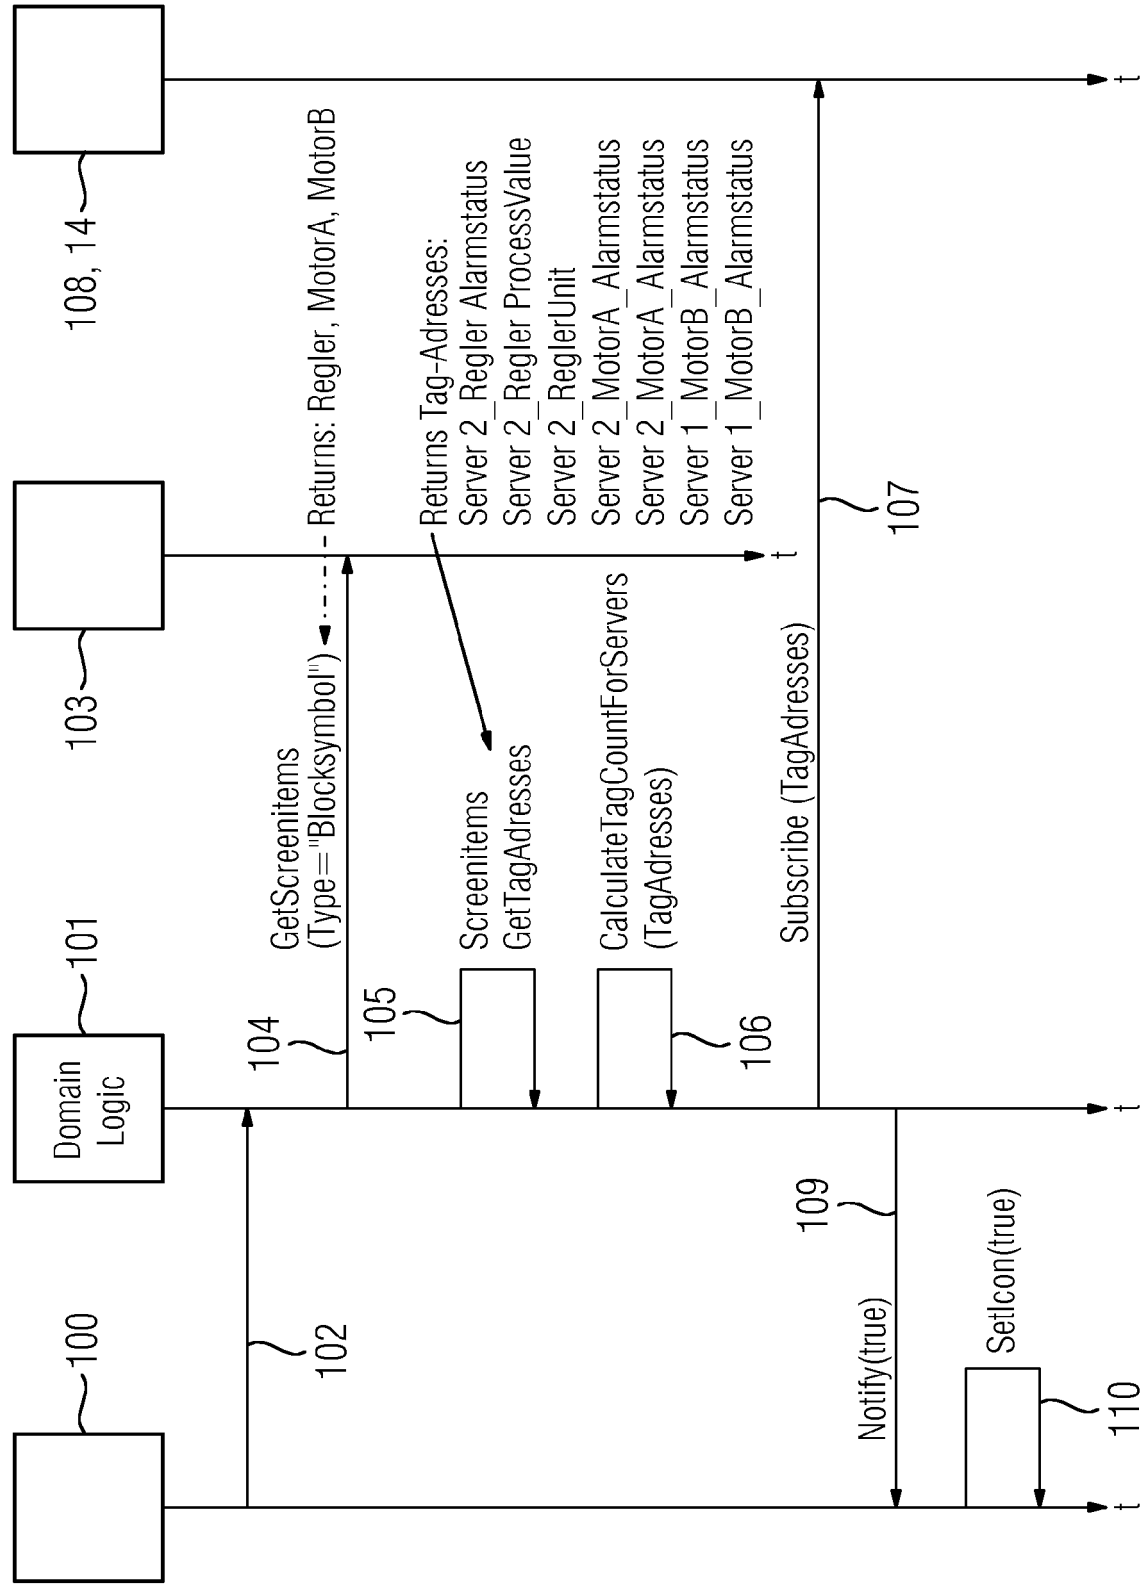 100
Domain
Logic
101
103
108, 14
102
104
GetScreenitems
(Type="Blocksymbol")
Returns: Regler, MotorA, MotorB
105
Screenitems
GetTagAdresses
Returns Tag-Adresses:
Server 2_Regler Alarmstatus
Server 2_Regler ProcessValue
Server 2_ReglerUnit
Server 2_MotorA_Alarmstatus
Server 2_MotorA_Alarmstatus
Server 1_MotorB_Alarmstatus
Server 1_MotorB_Alarmstatus
106
CalculateTagCountForServers
(TagAdresses)
t
Subscribe (TagAdresses)
107
Notify(true)
109
SetIcon(true)
110
t
t
t